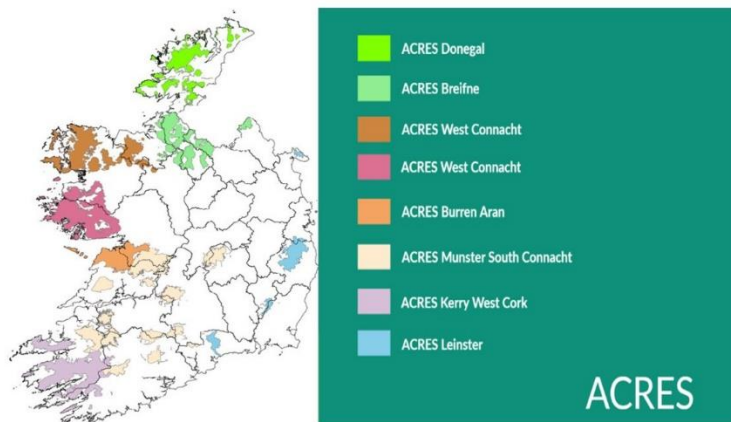 ACRES Donegal
ACRES Breifne
ACRES West Connacht
ACRES West Connacht
ACRES Burren Aran
ACRES Munster South Connacht
ACRES Kerry West Cork
ACRES Leinster
ACRES